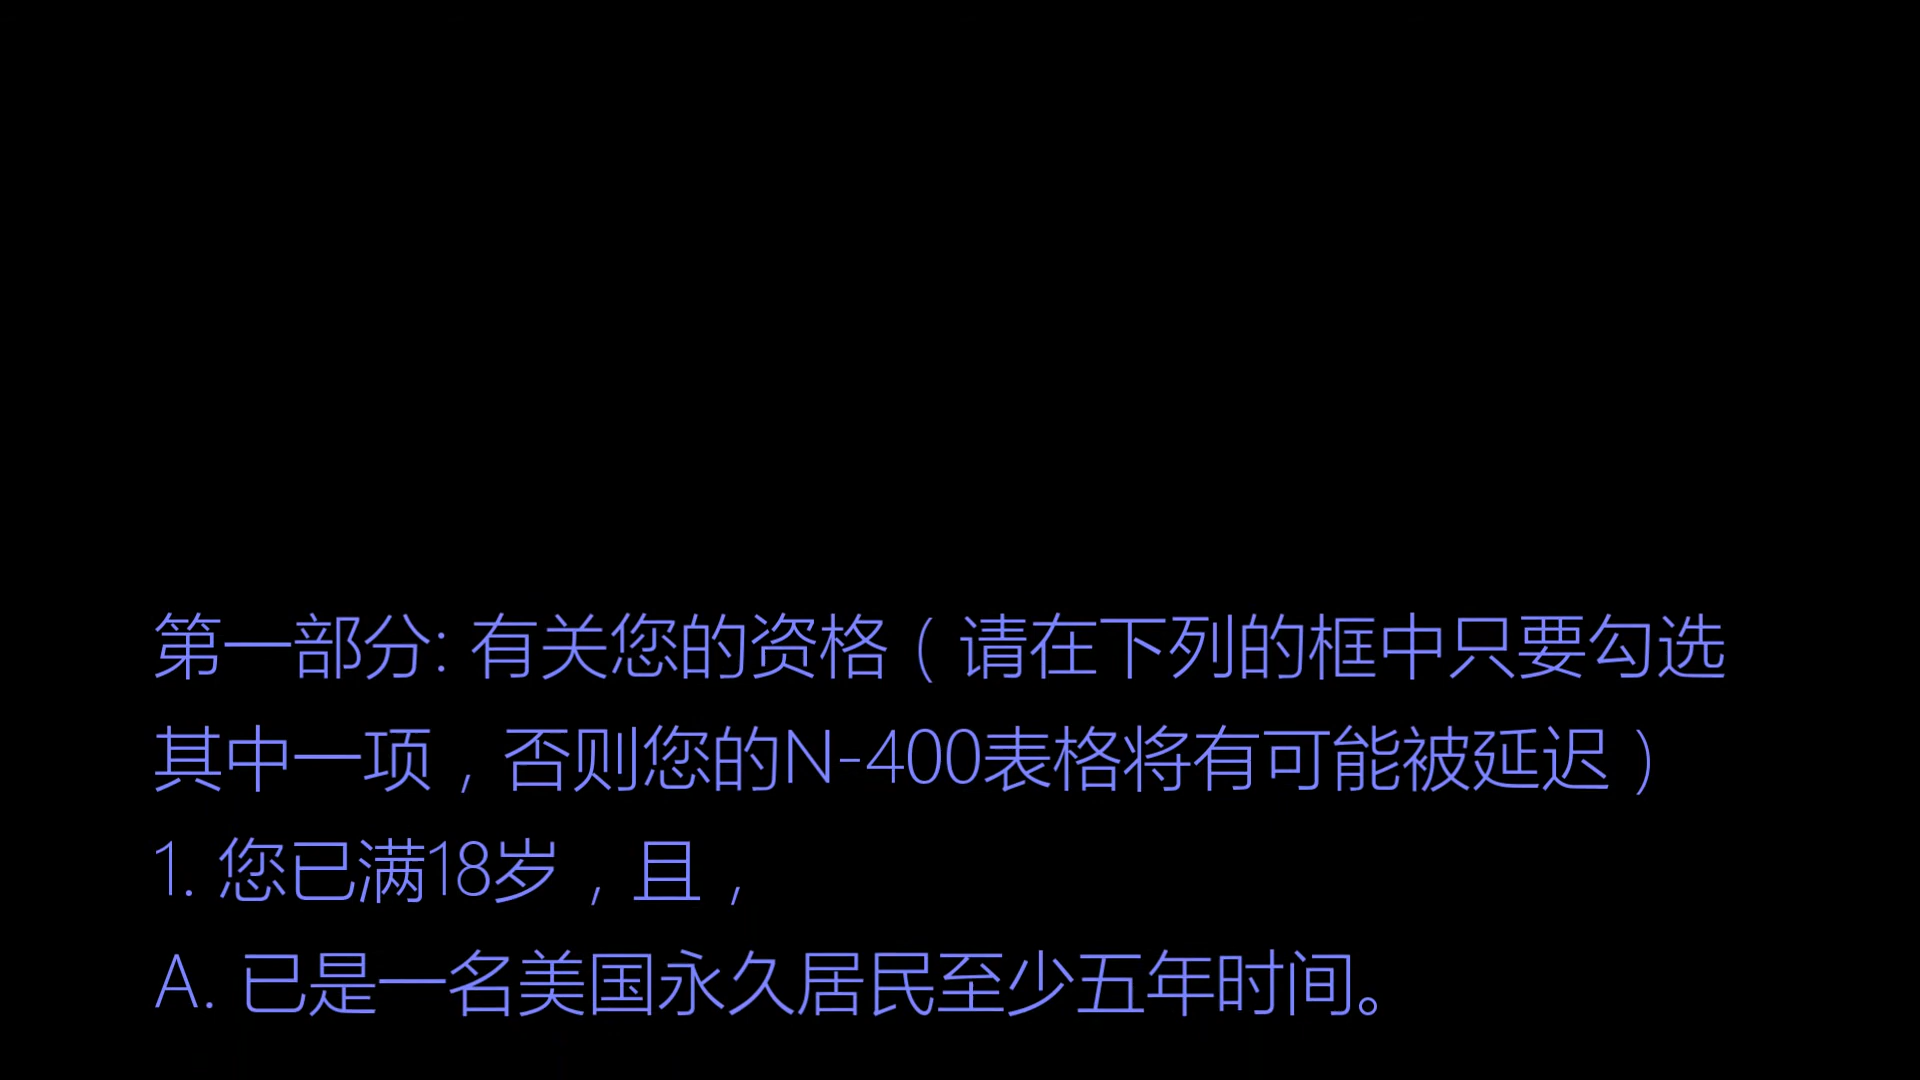 第一部分: 有关您的资格（请在下列的框中只要勾选
其中一项，否则您的N-400表格将有可能被延迟）
1. 您已满18岁，且，
A. 已是一名美国永久居民至少五年时间。